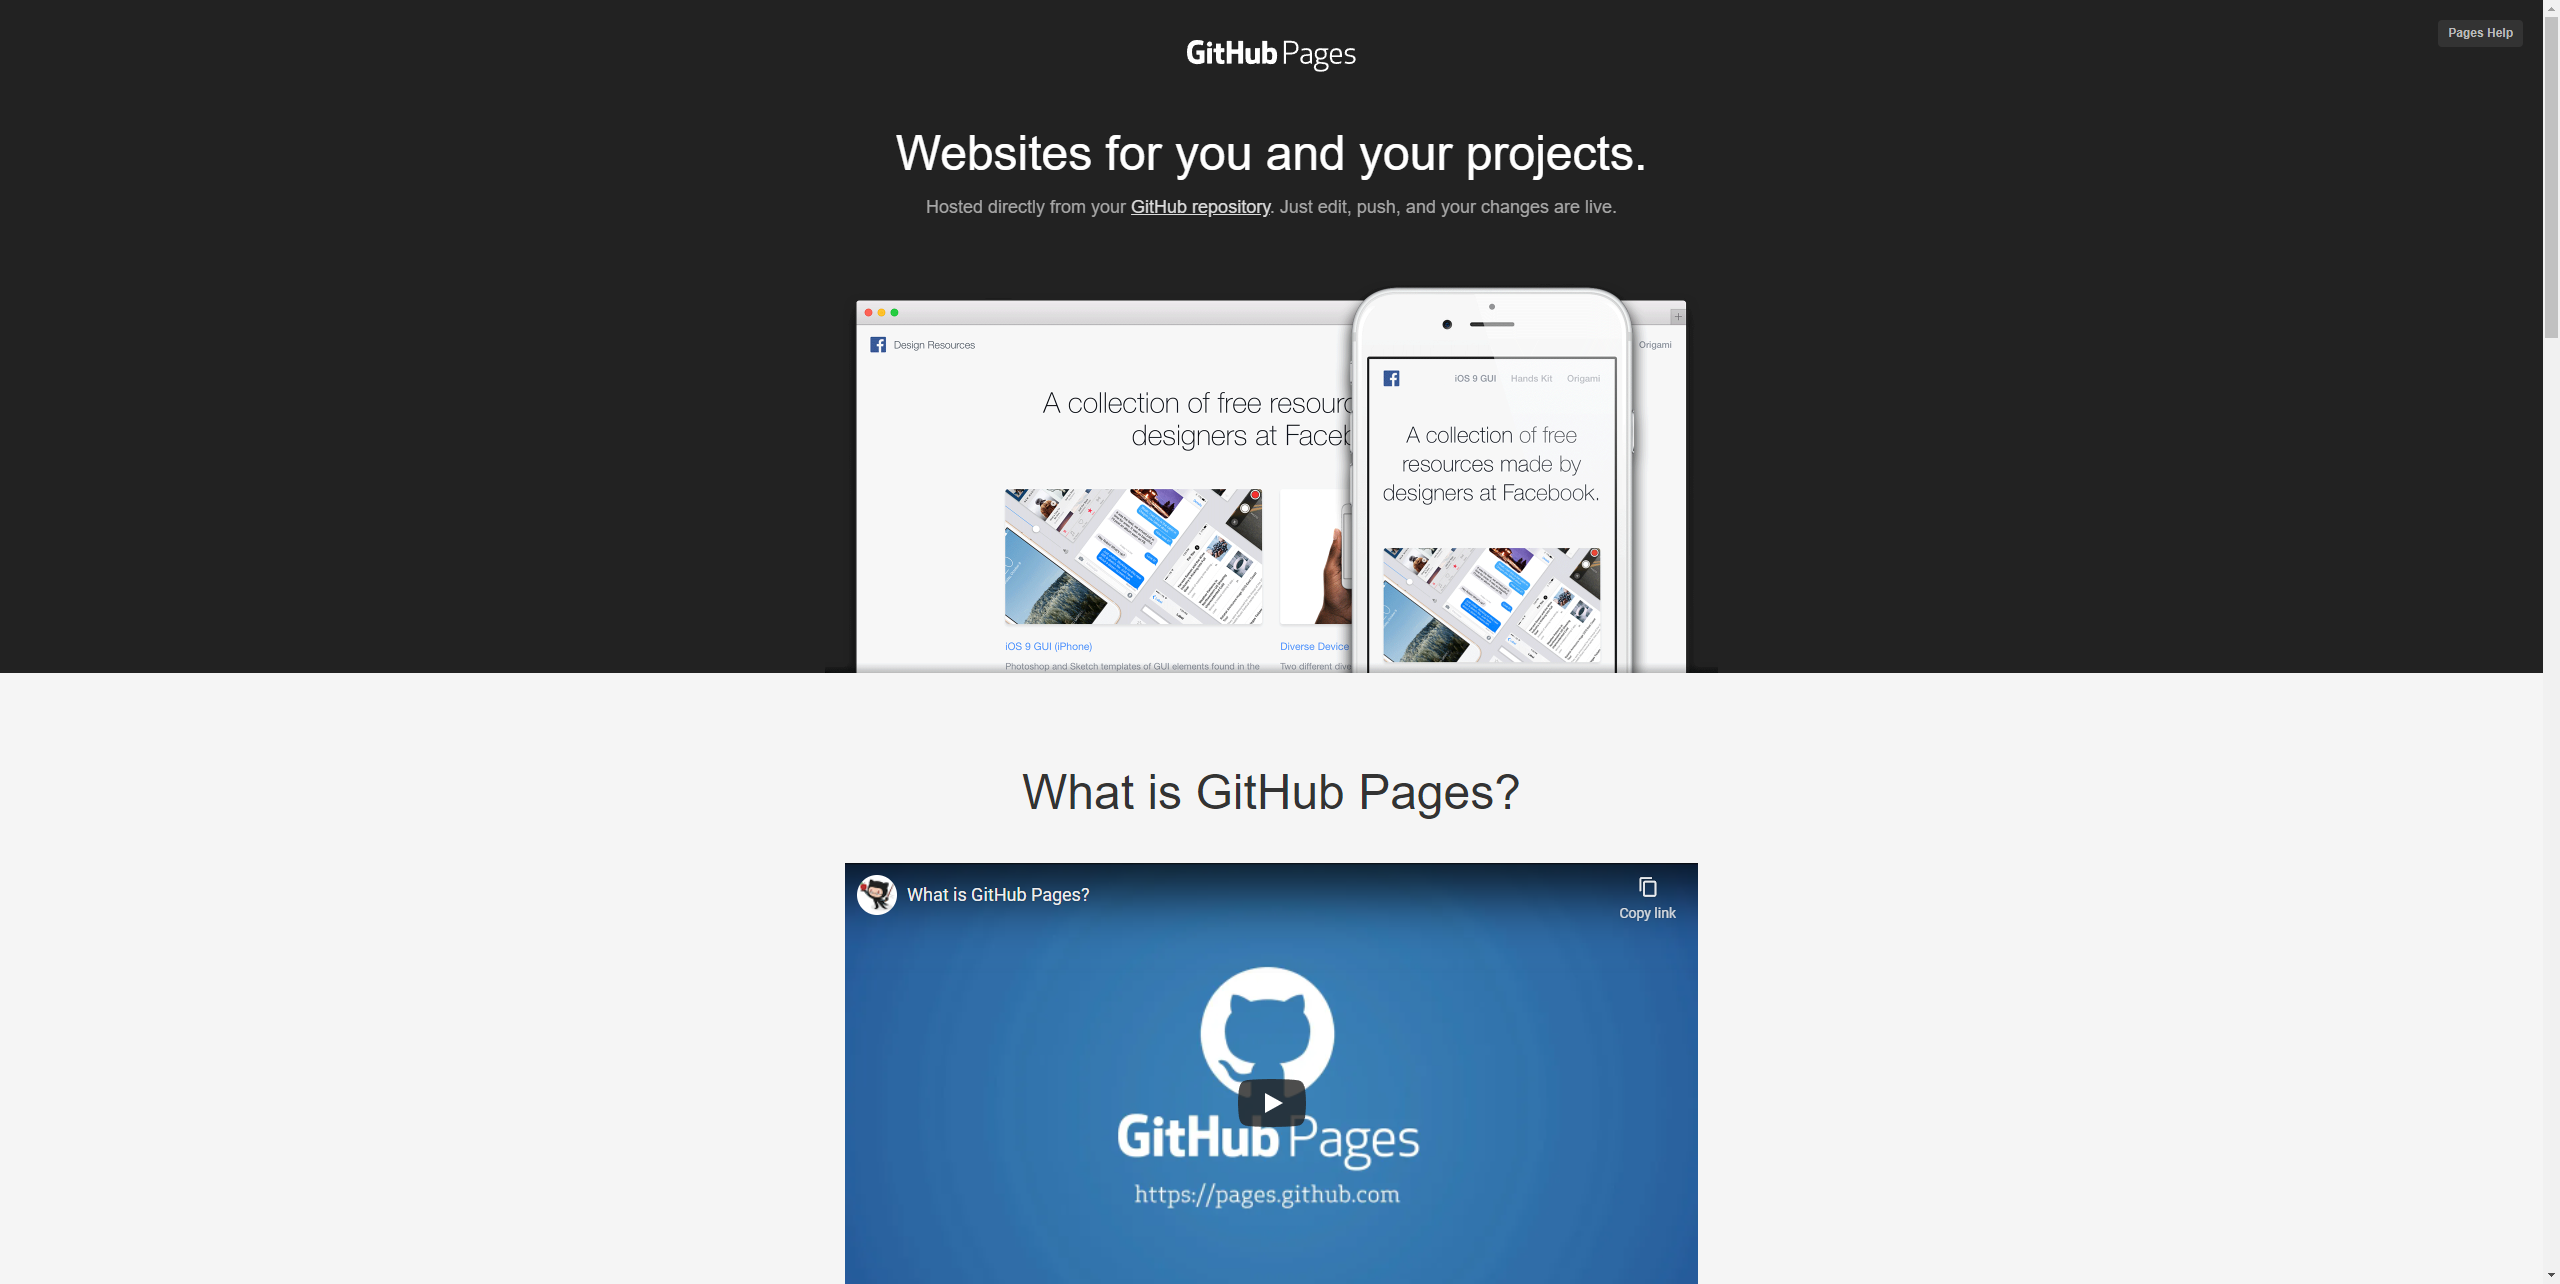 Pages Help
GitHub Pages
Websites for you and your projects.
Hosted directly from your GitHub repository. Just edit, push, and your changes are live.
Design Resources
Origami
A collection of free resourc
designers at Faceb
iOS 9 GUI (iPhone)
Photoshop and Sketch templates of GUI elements found in the
Diverse Device
Two different dive
iOS 9 GUI Hands Kit Origami
A collection of free
resources made by
designers at Facebook.
What is GitHub Pages?
What is GitHub Pages?
Copy link
GitHub Pages
https://pages.github.com